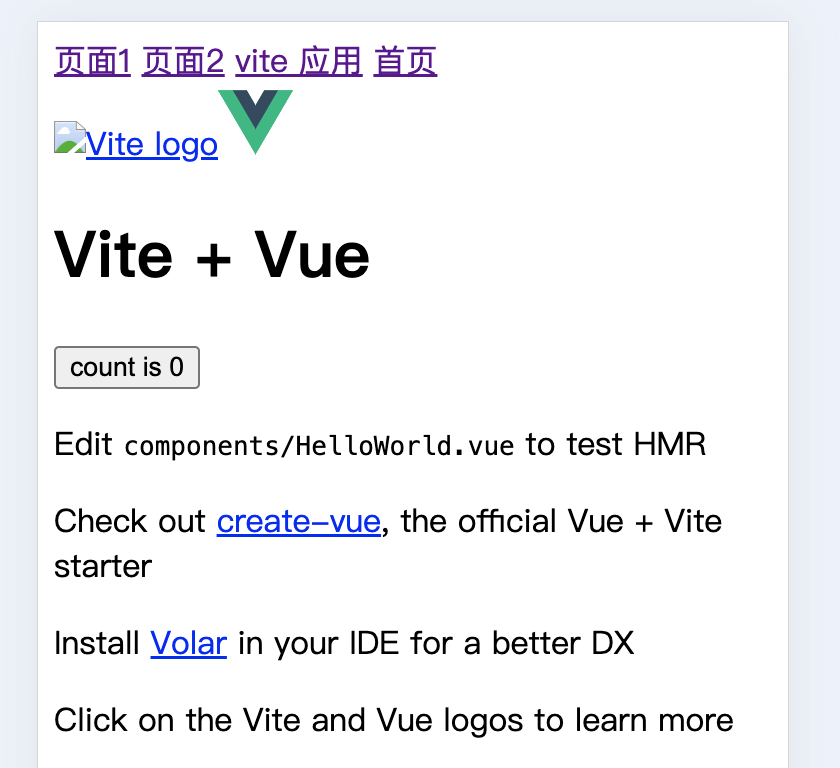 页面1 页面2 vite 应用 首页
Vite logo
Vite + Vue
count is 0
Edit components/HelloWorld.vue to test HMR
Check out create-vue, the official Vue + Vite
starter
Install Volar in your IDE for a better DX
Click on the Vite and Vue logos to learn more